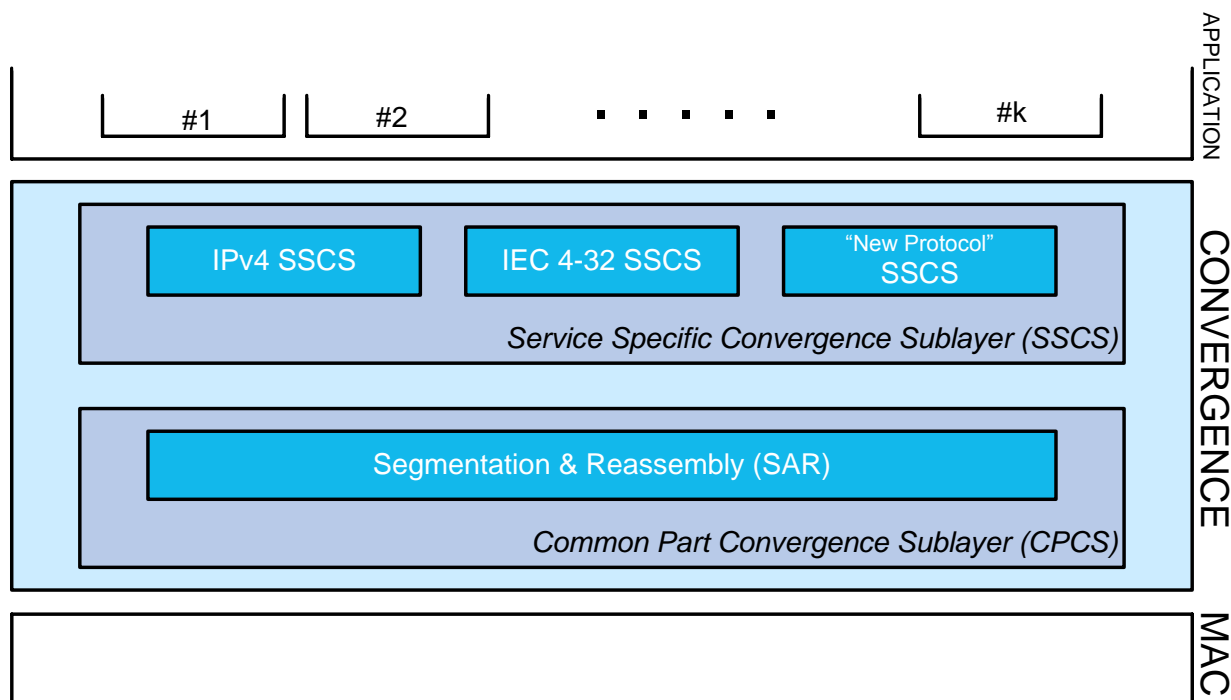 APPLICATION
#1
#2
. . . . .
#k
CONVERGENCE
IPv4 SSCS
IEC 4-32 SSCS
“New Protocol”
SSCS
Service Specific Convergence Sublayer (SSCS)
Segmentation & Reassembly (SAR)
Common Part Convergence Sublayer (CPCS)
MAC